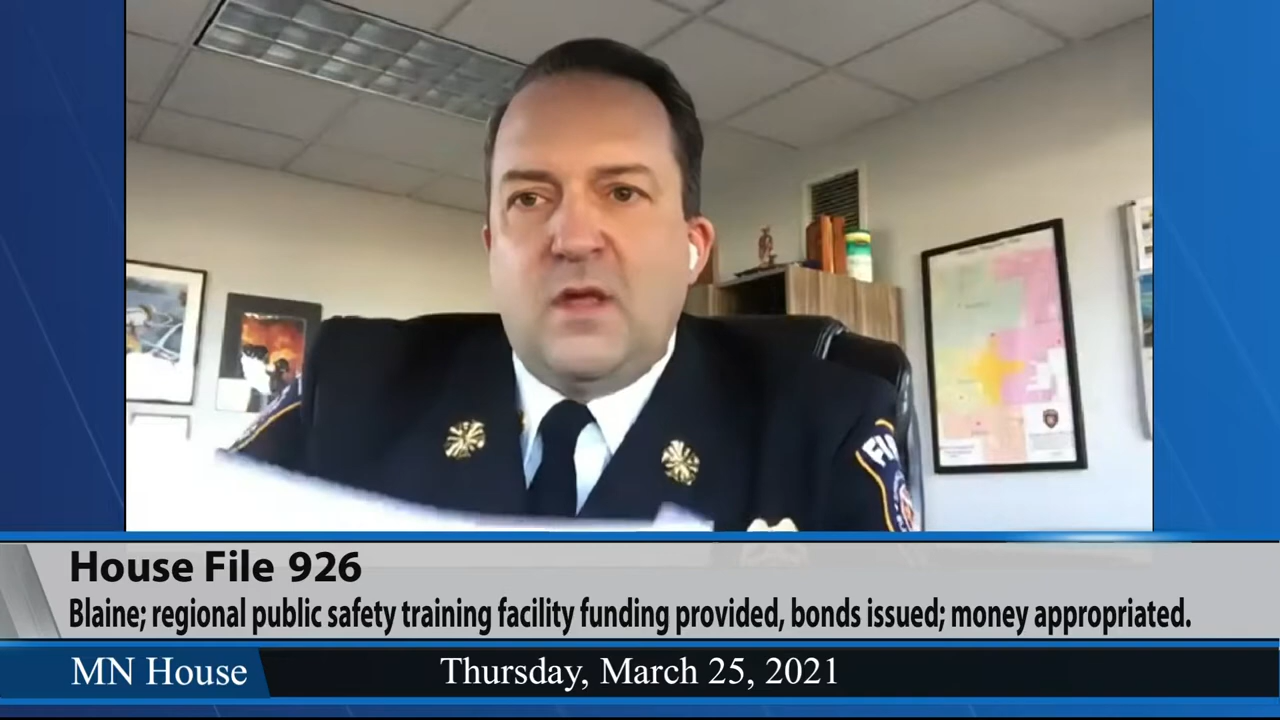 FI
House File 926
Blaine; regional public safety training facility funding provided, bonds issued; money appropriated.
MN House
Thursday, March 25, 2021